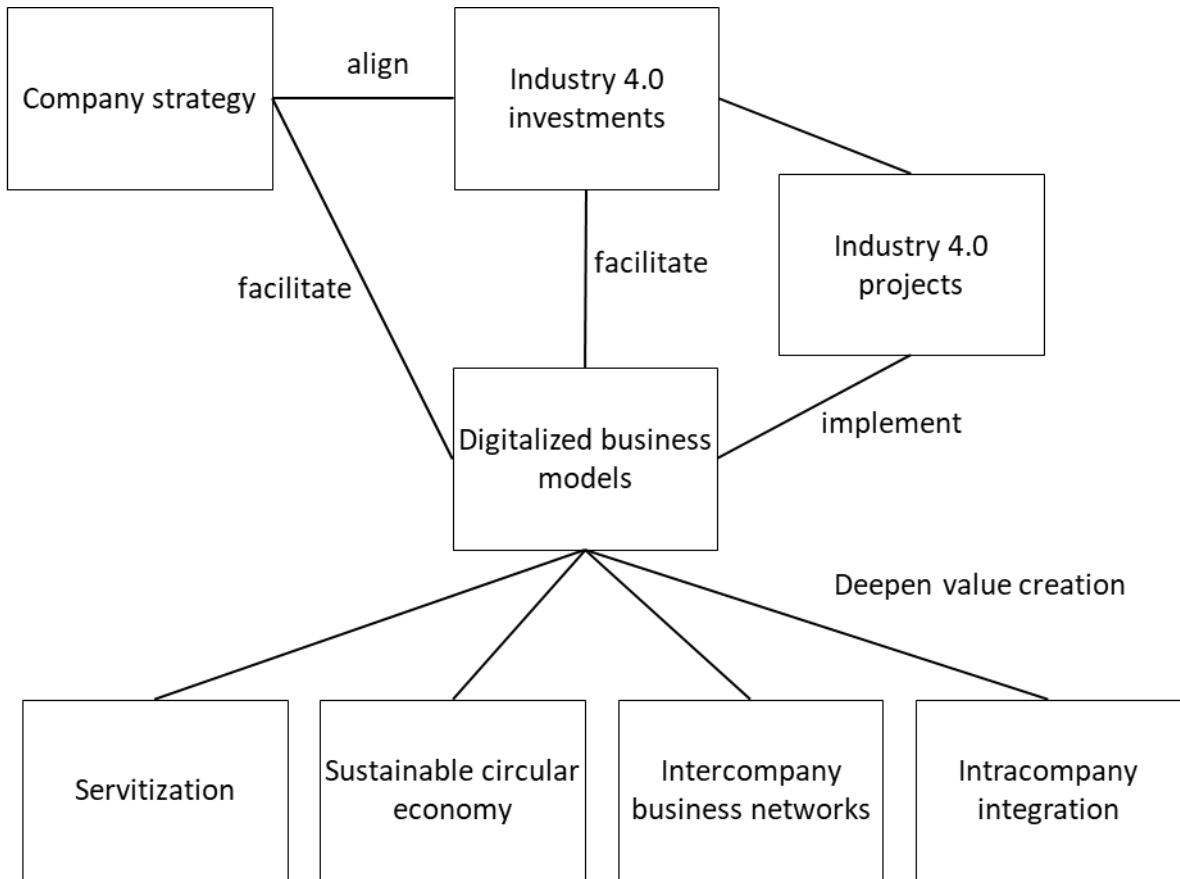 Company strategy
align
Industry 4.0
investments
Industry 4.0
projects
facilitate
facilitate
Digitalized business
models
implement
Deepen value creation
Servitization
Sustainable circular
economy
Intercompany
business networks
Intracompany
integration